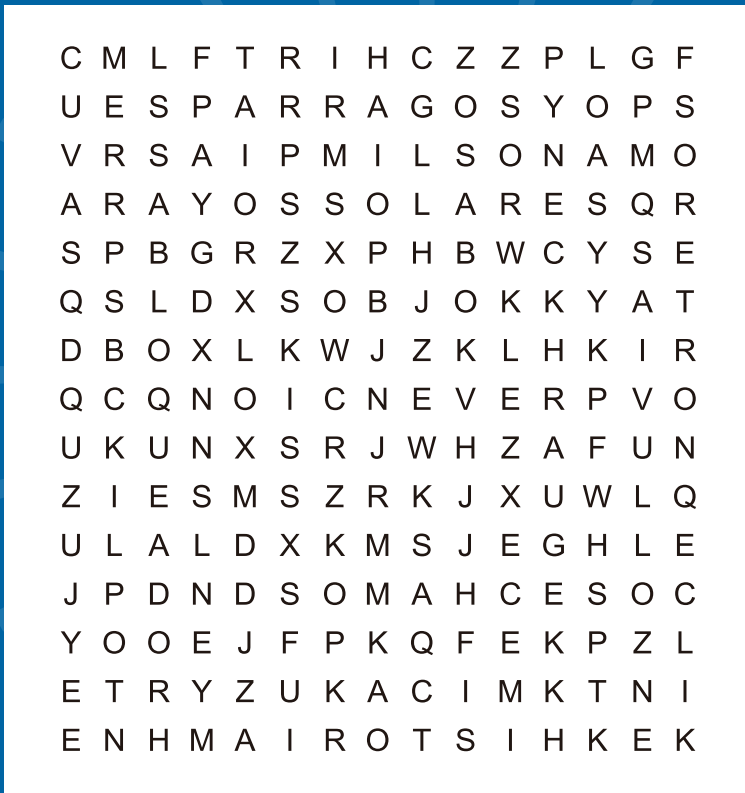 C M L F T R I H C Z Z P L G F
U E S P A R R A G O S Y O P S
V R S A I P M I L S O N A M O
A R A Y O S S O L A R E S Q R
S P B G R Z X P H B W C Y S E
Q S L D X S O B J O K K Y A T
D B O X L K W J Z K L H K I R
Q C Q N O I C N E V E R P V O
U K U N X S R J W H Z A F U N
Z I E S M S Z R K J X U W L Q
U L A L D X K M S J E G H L E
J P D N D S O M A H C E S O C
Y O O E J F P K Q F E K P Z L
E T R Y Z U K A C I M K T N I
E N H M A I R O T S I H K E K